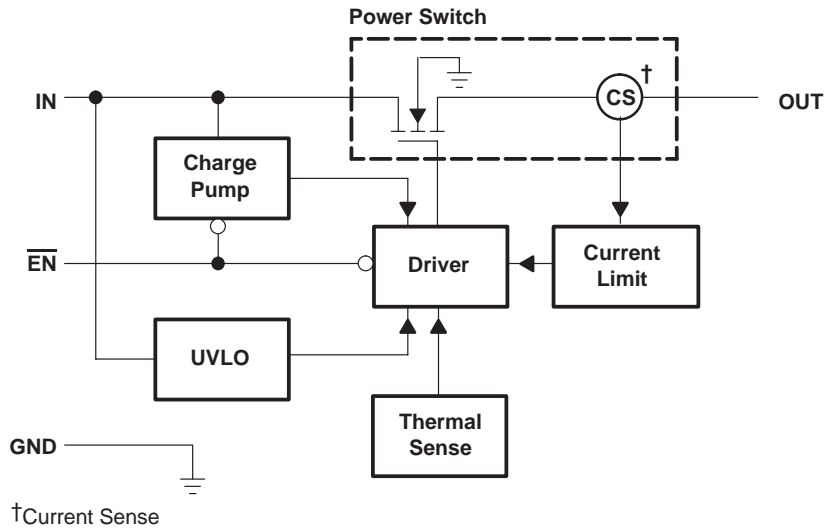 Power Switch
†
IN
CS
OUT
Charge
Pump
EN
Driver
Current
Limit
UVLO
Thermal
Sense
GND
†Current Sense